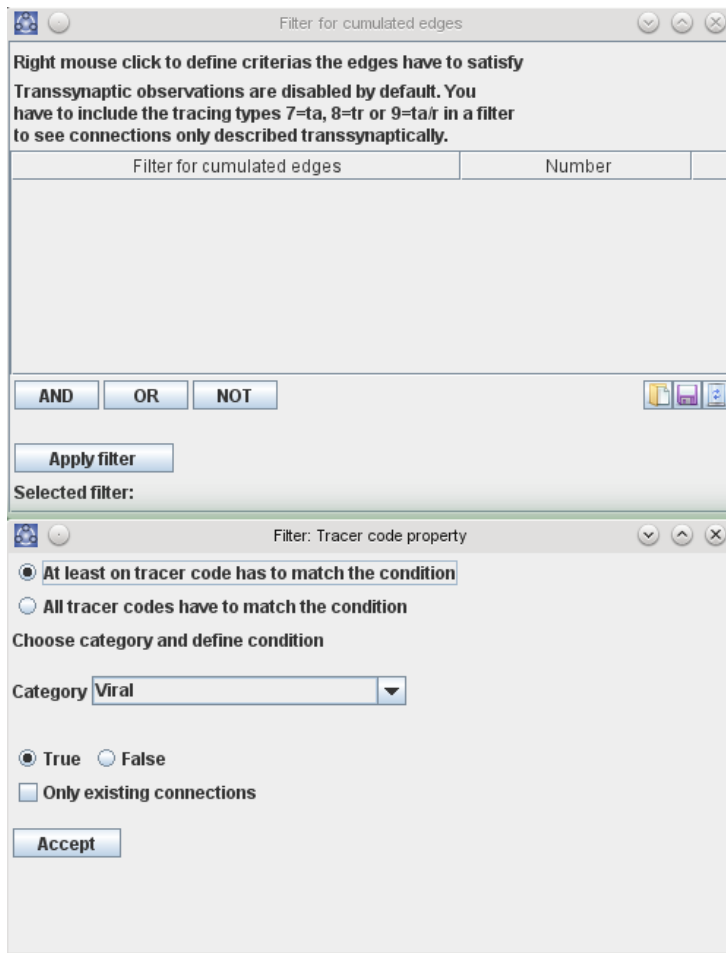 Filter for cumulated edges
Right mouse click to define criterias the edges have to satisfy
Transsynaptic observations are disabled by default. You
have to include the tracing types 7=ta, 8=tr or 9=ta/r in a filter
to see connections only described transsynaptically.
Filter for cumulated edges Number
AND OR NOT
Apply filter
Selected filter:
Filter: Tracer code property
At least on tracer code has to match the condition
All tracer codes have to match the condition
Choose category and define condition
Category Viral
True False
Only existing connections
Accept